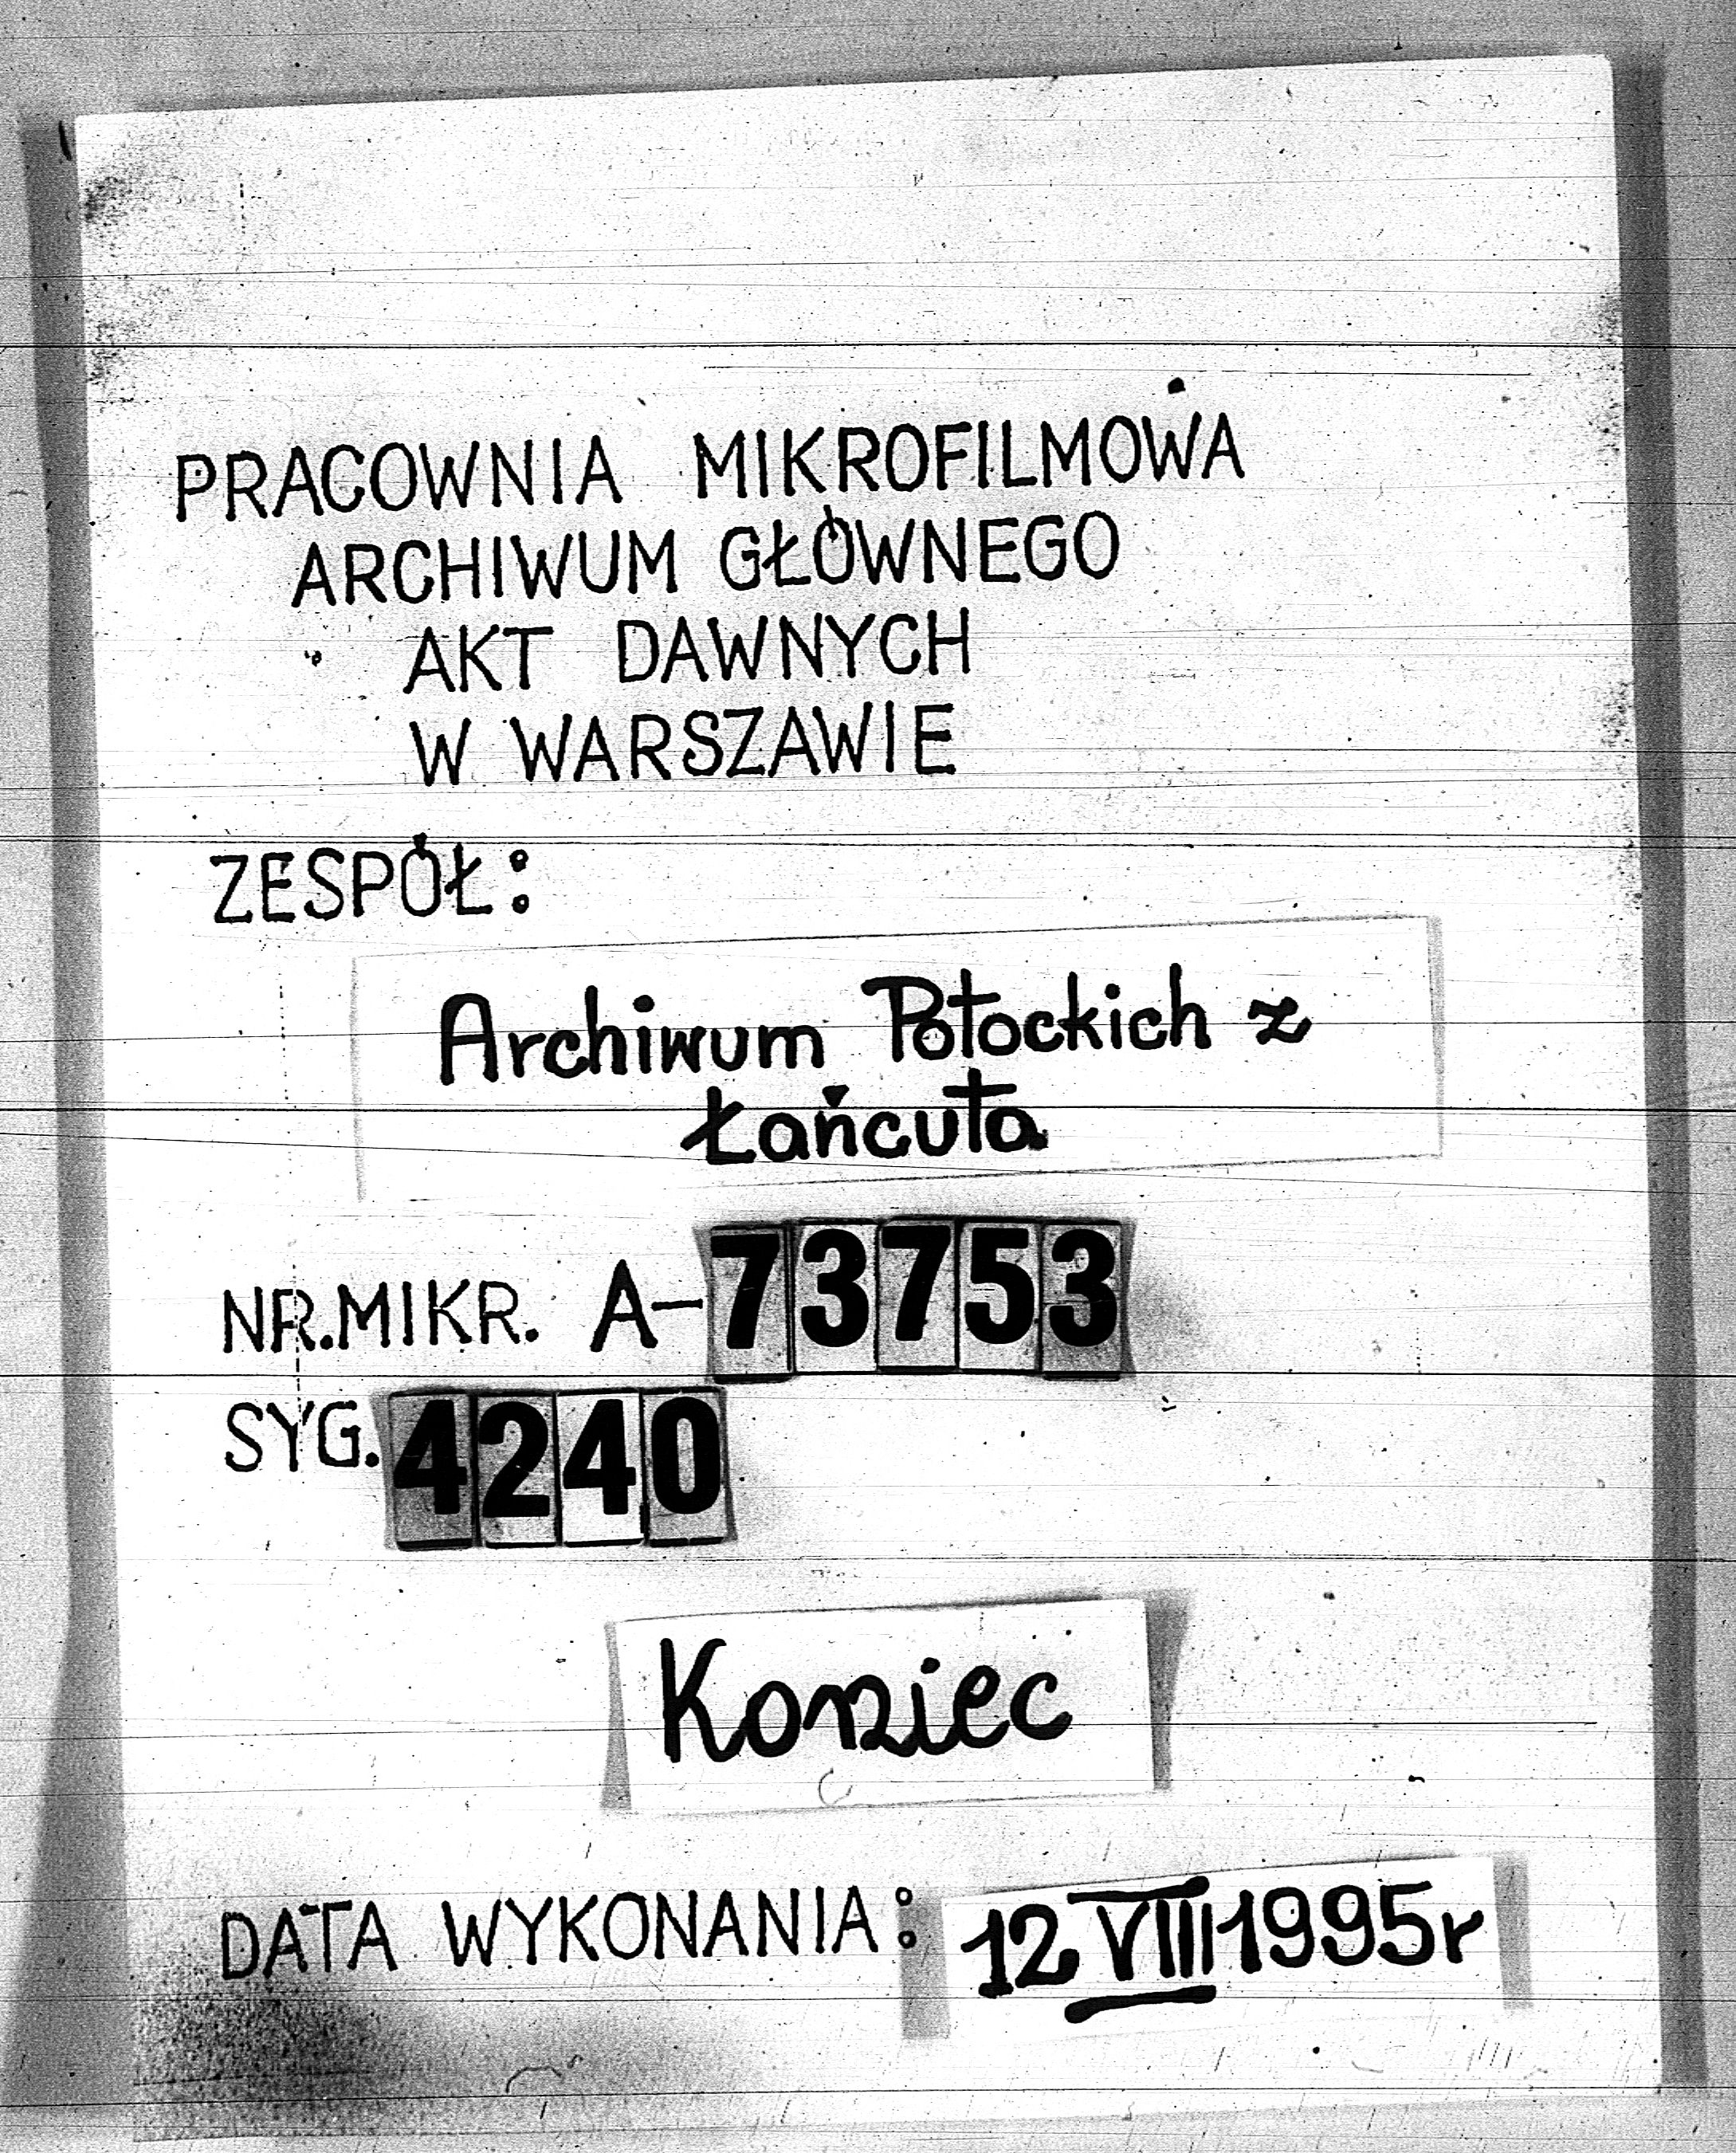 PRACOWNIA MIKROFILMOWA
ARCHIWUM GŁÓWNEGO
AKT DAWNYCH
W WARSZAWIE
ZESPÓŁ:
Archiwum Potockich z
Łańcuta
NR. MIKR. A-73753
SYG. 4240
Koniec
DATA WYKONANIA: 12 VIII 1995r